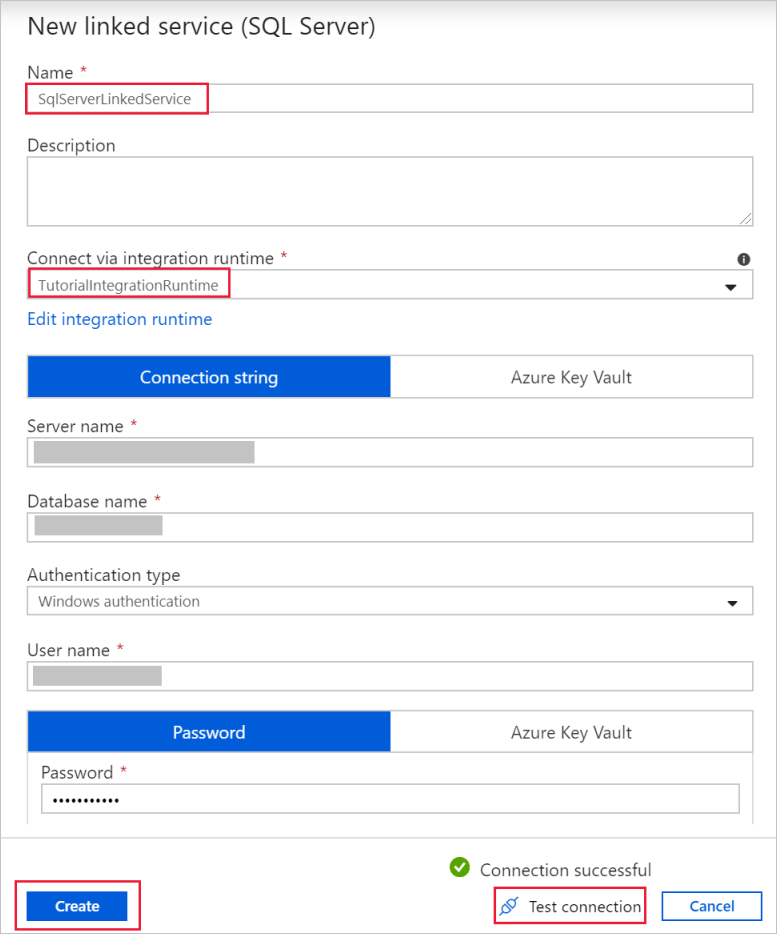 New linked service (SQL Server)
Name *
SqlServerLinkedService
Description
Connect via integration runtime *
TutorialIntegrationRuntime
Edit integration runtime
Connection string Azure Key Vault
Server name *
Database name *
Authentication type
Windows authentication
User name *
Password Azure Key Vault
Password *
•••••••••••
Connection successful
Create Test connection Cancel